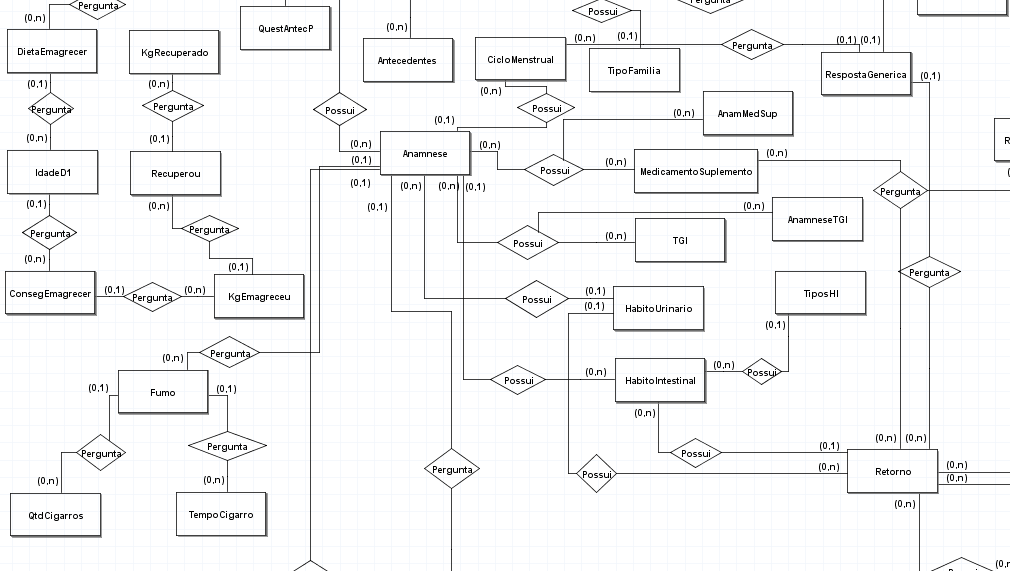 Pergunta
(0,n)
QuestAntecP
Possui
(0,n)
(0,n)
(0,1)
Pergunta
(0,1)
(0,1)
DietaEmagrecer
KgRecuperado
Antecedentes
CicloMenstrual
TipoFamilia
RespostaGenerica
(0,1)
(0,1)
(0,n)
(0,n)
Pergunta
Pergunta
Possui
Possui
AnamMedSup
(0,n)
(0,1)
(0,n)
(0,1)
(0,n)
(0,n)
(0,1)
Anamnese
(0,n)
(0,n)
(0,n)
IdadeD1
Recuperou
Possui
MedicamentoSuplemento
(0,1)
(0,n)
(0,1)
(0,n)
(0,n)
(0,1)
Pergunta
(0,1)
(0,n)
AnamneseTGI
Pergunta
Pergunta
Possui
(0,n)
TGI
(0,n)
(0,1)
Pergunta
ConsegEmagrecer
(0,1)
Pergunta
(0,n)
KgEmagreceu
Possui
(0,1)
(0,1)
HabitoUrinario
TiposHI
(0,1)
(0,n)
Pergunta
(0,1)
Fumo
(0,1)
Possui
(0,n)
HabitoIntestinal
(0,n)
Possui
(0,n)
Pergunta
Pergunta
Possui
(0,1)
(0,n)
(0,n)
(0,n)
(0,n)
Pergunta
Possui
(0,n)
Retorno
(0,n)
(0,n)
QtdCigarros
TempoCigarro
(0,n)